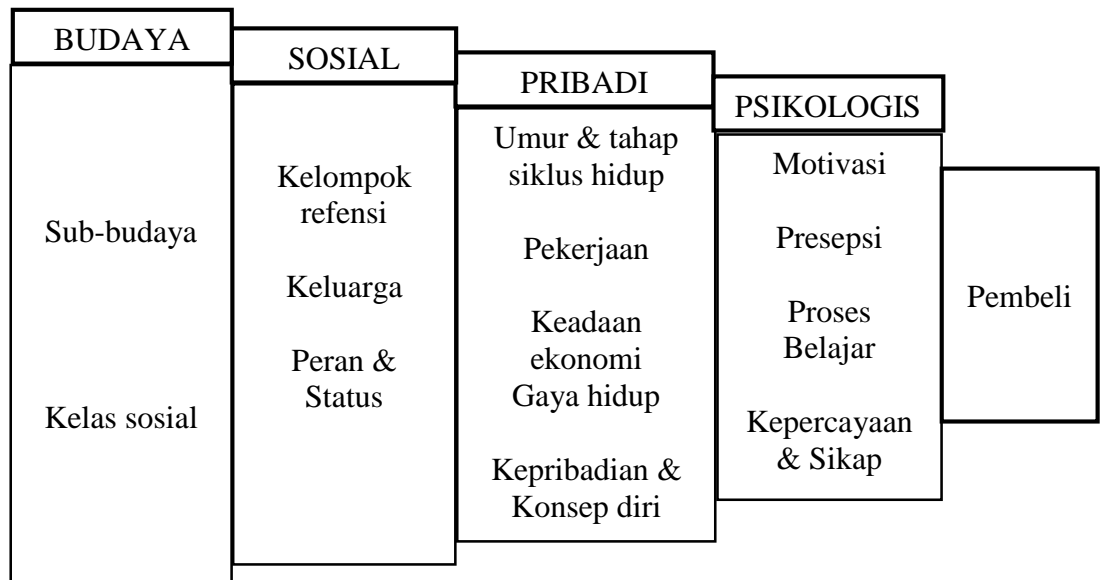 BUDAYA
Sub-budaya
Kelas sosial
SOSIAL
Kelompok
refensi
Keluarga
Peran &
Status
PRIBADI
Umur & tahap
siklus hidup
Pekerjaan
Keadaan
ekonomi
Gaya hidup
Kepribadian &
Konsep diri
PSIKOLOGIS
Motivasi
Presepsi
Proses
Belajar
Kepercayaan
& Sikap
Pembeli